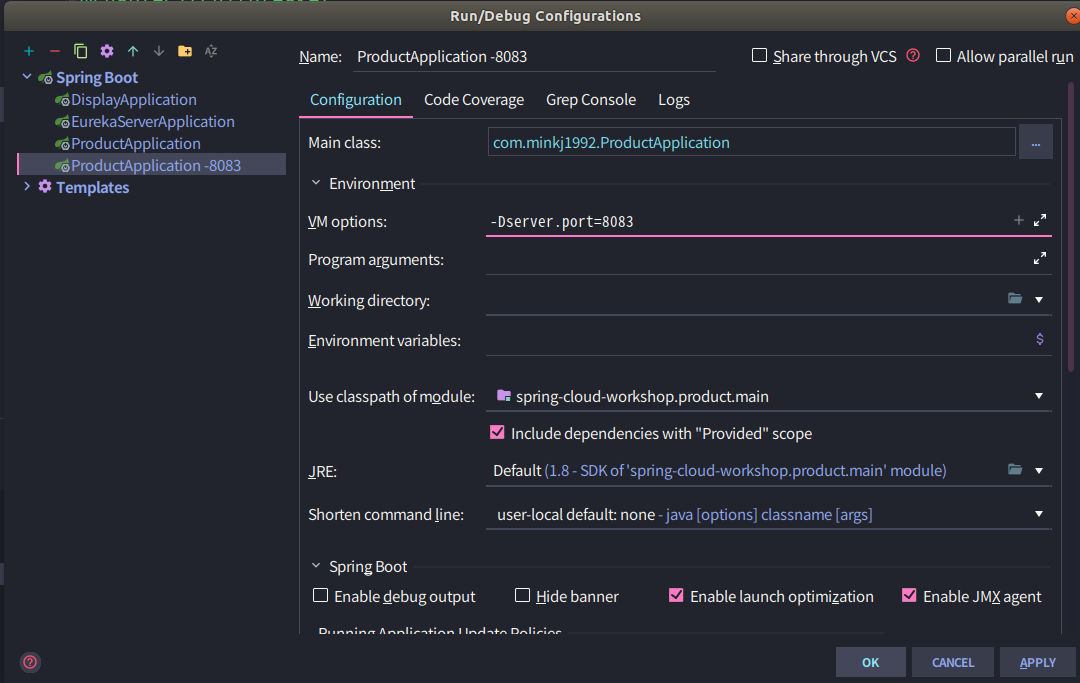 Run/Debug Configurations
Name: ProductApplication -8083
Share through VCS
Allow parallel run
Spring Boot
DisplayApplication
EurekaServerApplication
ProductApplication
ProductApplication -8083
Templates
Configuration Code Coverage Grep Console Logs
Main class: com.minkj1992.ProductApplication ...
Environment
VM options: -Dserver.port=8083
Program arguments:
Working directory:
Environment variables:
Use classpath of module: spring-cloud-workshop.product.main
Include dependencies with "Provided" scope
JRE: Default (1.8 - SDK of 'spring-cloud-workshop.product.main' module)
Shorten command line: user-local default: none - java [options] classname [args]
Spring Boot
Enable debug output Hide banner Enable launch optimization Enable JMX agent
Running Application Update Policies
OK CANCEL APPLY